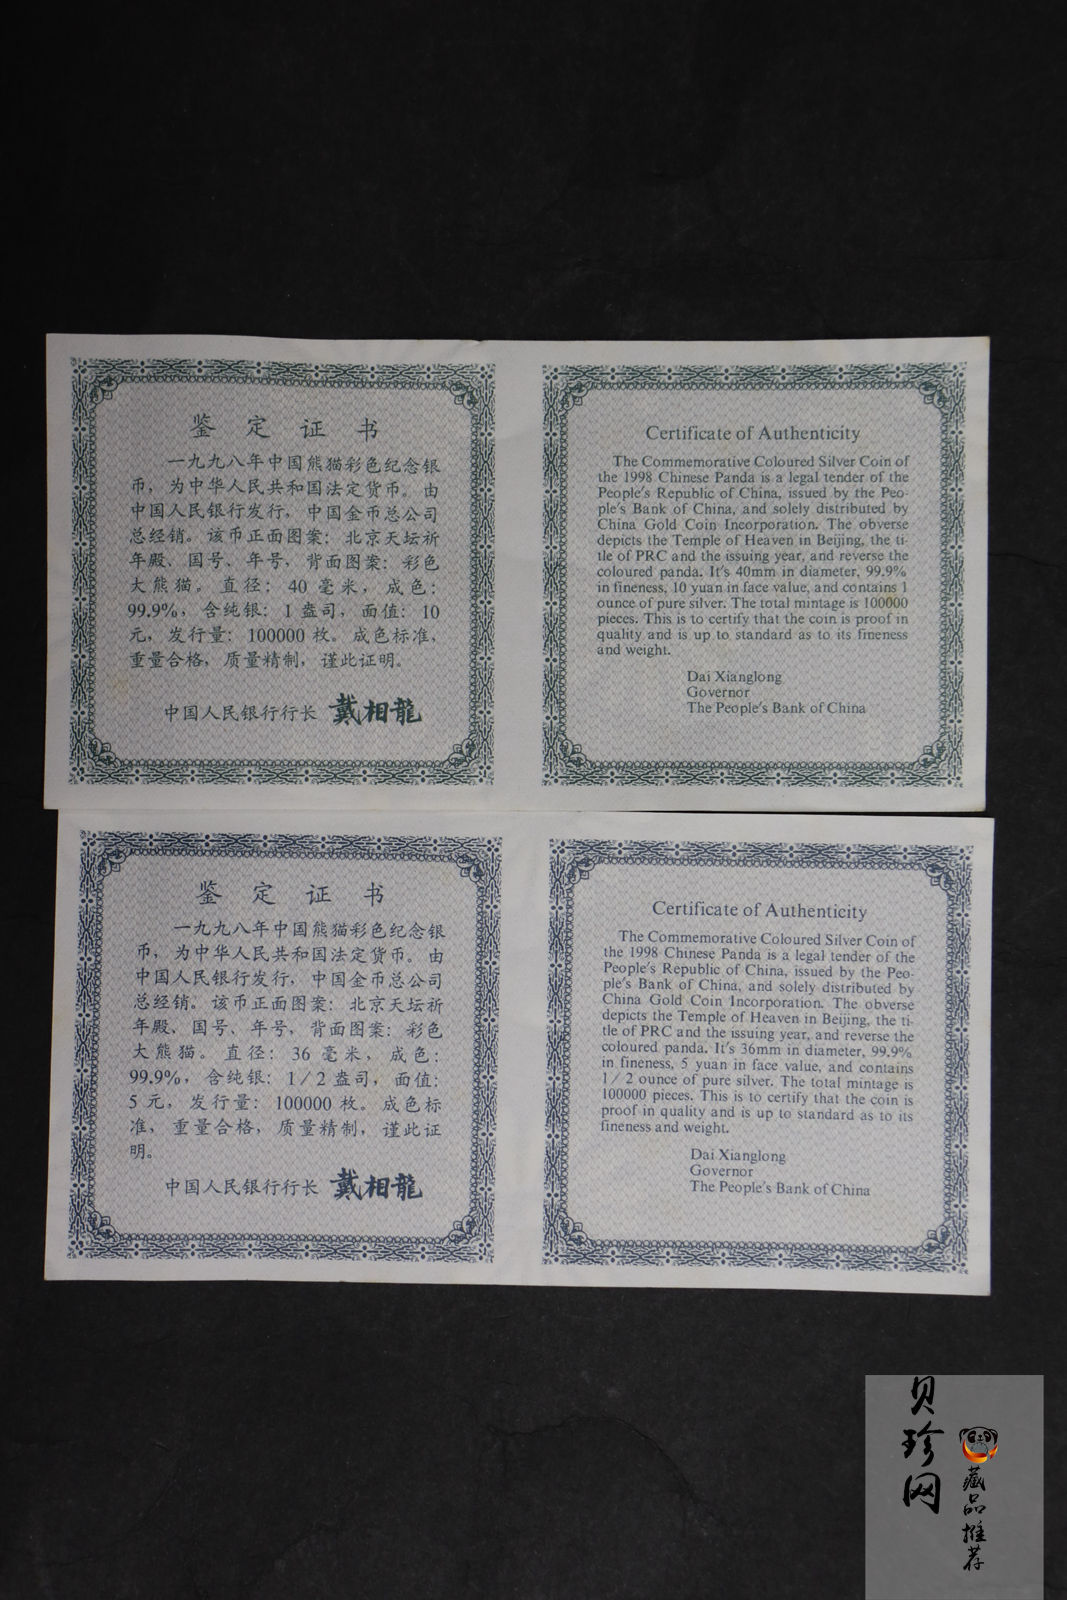 鉴定证书
一九九八年中国熊猫彩色纪念银
币，为中华人民共和国法定货币。由
中国人民银行发行，中国金币总公司
总经销。该币正面图案：北京天坛祈
年殿、国号、年号，背面图案：彩色
大熊猫。直径：40毫米，成色：
99.9%，含纯银：1盎司，面值：10
元，发行量：100000枚。成色标准，
重量合格，质量精制，谨此证明。
中国人民银行行长 戴相龍
Certificate of Authenticity
The Commemorative Coloured Silver Coin of
the 1998 Chinese Panda is a legal tender of the
People's Republic of China, issued by the Peo-
ple's Bank of China, and solely distributed by
China Gold Coin Incorporation. The obverse
depicts the Temple of Heaven in Beijing, the ti-
tle of PRC and the issuing year, and reverse the
coloured panda. It's 40mm in diameter, 99.9%
in fineness, 10 yuan in face value, and contains 1
ounce of pure silver. The total mintage is 100000
pieces. This is to certify that the coin is proof in
quality and is up to standard as to its fineness
and weight.
Dai Xianglong
Governor
The People's Bank of China
鉴定证书
一九九八年中国熊猫彩色纪念银
币，为中华人民共和国法定货币。由
中国人民银行发行，中国金币总公司
总经销。该币正面图案：北京天坛祈
年殿、国号、年号，背面图案：彩色
大熊猫。直径：36毫米，成色：
99.9%，含纯银：1/2盎司，面值：
5元，发行量：100000枚。成色标
准，重量合格，质量精制，谨此证
明。
中国人民银行行长 戴相龍
Certificate of Authenticity
The Commemorative Coloured Silver Coin of
the 1998 Chinese Panda is a legal tender of the
People's Republic of China, issued by the Peo-
ple's Bank of China, and solely distributed by
China Gold Coin Incorporation. The obverse
depicts the Temple of Heaven in Beijing, the ti-
tle of PRC and the issuing year, and reverse the
coloured panda. It's 36mm in diameter, 99.9%
in fineness, 5 yuan in face value, and contains
1/2 ounce of pure silver. The total mintage is
100000 pieces. This is to certify that the coin is
proof in quality and is up to standard as to its
fineness and weight.
Dai Xianglong
Governor
The People's Bank of China
贝珍网
藏品推荐